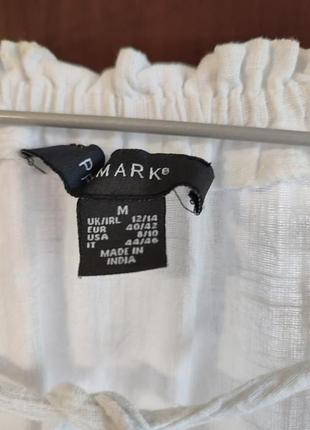 P MARK®
M
UK/IRL 12/14
EUR 40/42
USA 8/10
IT 44/46
MADE IN
INDIA